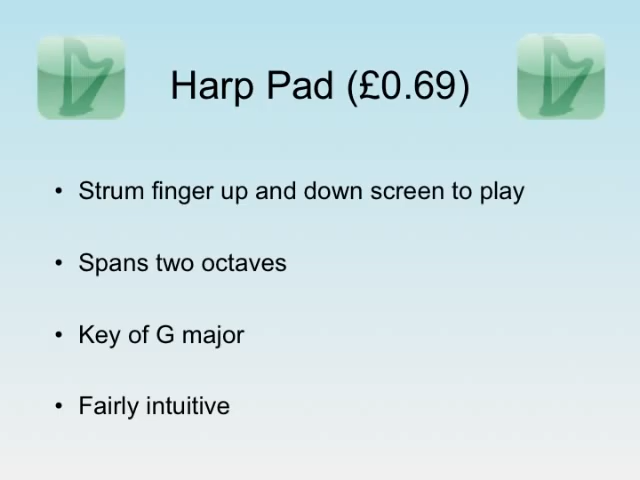 Harp Pad (£0.69)
• Strum finger up and down screen to play
• Spans two octaves
• Key of G major
• Fairly intuitive